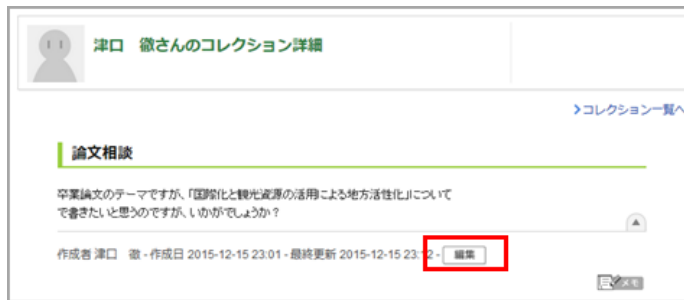 津口　徹さんのコレクション詳細
>コレクション一覧へ
論文相談
卒業論文のテーマですが、「国際化と観光資源の活用による地方活性化」について
で書きたいと思うのですが、いかがでしょうか？
作成者 津口　徹 - 作成日 2015-12-15 23:01 - 最終更新 2015-12-15 23:12 - 編集
メモ